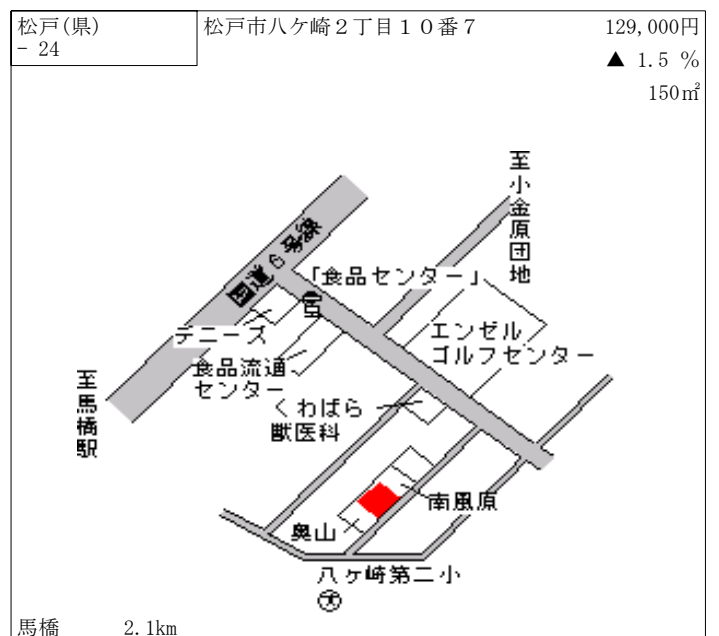 松戸(県)
- 24
松戸市八ケ崎２丁目１０番７
129,000円
▲ 1.5 %
150㎡
至小金原団地
国道６号線
「食品センター」
デニーズ
エンゼル
ゴルフセンター
食品流通
センター
至馬橋駅
くわばら
獣医科
南風原
奥山
八ヶ崎第二小
馬橋 2.1km